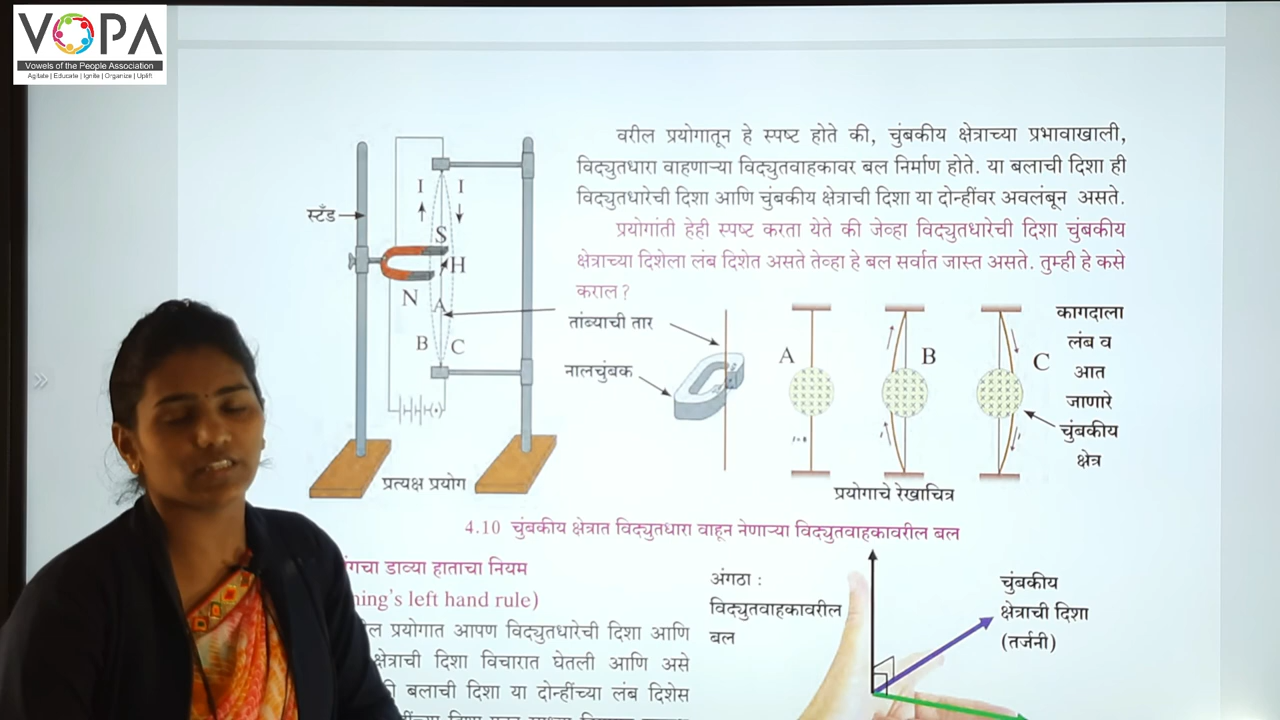 VOPA
Vowels of the People Association
Agitate | Educate | Ignite | Organize | Uplift
वरील प्रयोगातून हे स्पष्ट होते की, चुंबकीय क्षेत्राच्या प्रभावाखाली,
विद्युतधारा वाहणाऱ्या विद्युतवाहकावर बल निर्माण होते. या बलाची दिशा ही
विद्युतधारेची दिशा आणि चुंबकीय क्षेत्राची दिशा या दोन्हींवर अवलंबून असते.
प्रयोगांती हेही स्पष्ट करता येते की जेव्हा विद्युतधारेची दिशा चुंबकीय
क्षेत्राच्या दिशेला लंब दिशेत असते तेव्हा हे बल सर्वात जास्त असते. तुम्ही हे कसे
कराल ?
I I
स्टँड
S
H
N
A
B C
प्रत्यक्ष प्रयोग
तांब्याची तार
नालचुंबक
A
B
C
कागदाला
लंब व
आत
जाणारे
चुंबकीय
क्षेत्र
प्रयोगाचे रेखाचित्र
4.10 चुंबकीय क्षेत्रात विद्युतधारा वाहून नेणाऱ्या विद्युतवाहकावरील बल
डाव्या हाताचा नियम
left hand rule)
प्रयोगात आपण विद्युतधारेची दिशा आणि
क्षेत्राची दिशा विचारात घेतली आणि असे
बलाची दिशा या दोन्हींच्या लंब दिशेस
अंगठा :
विद्युतवाहकावरील
बल
चुंबकीय
क्षेत्राची दिशा
(तर्जनी)